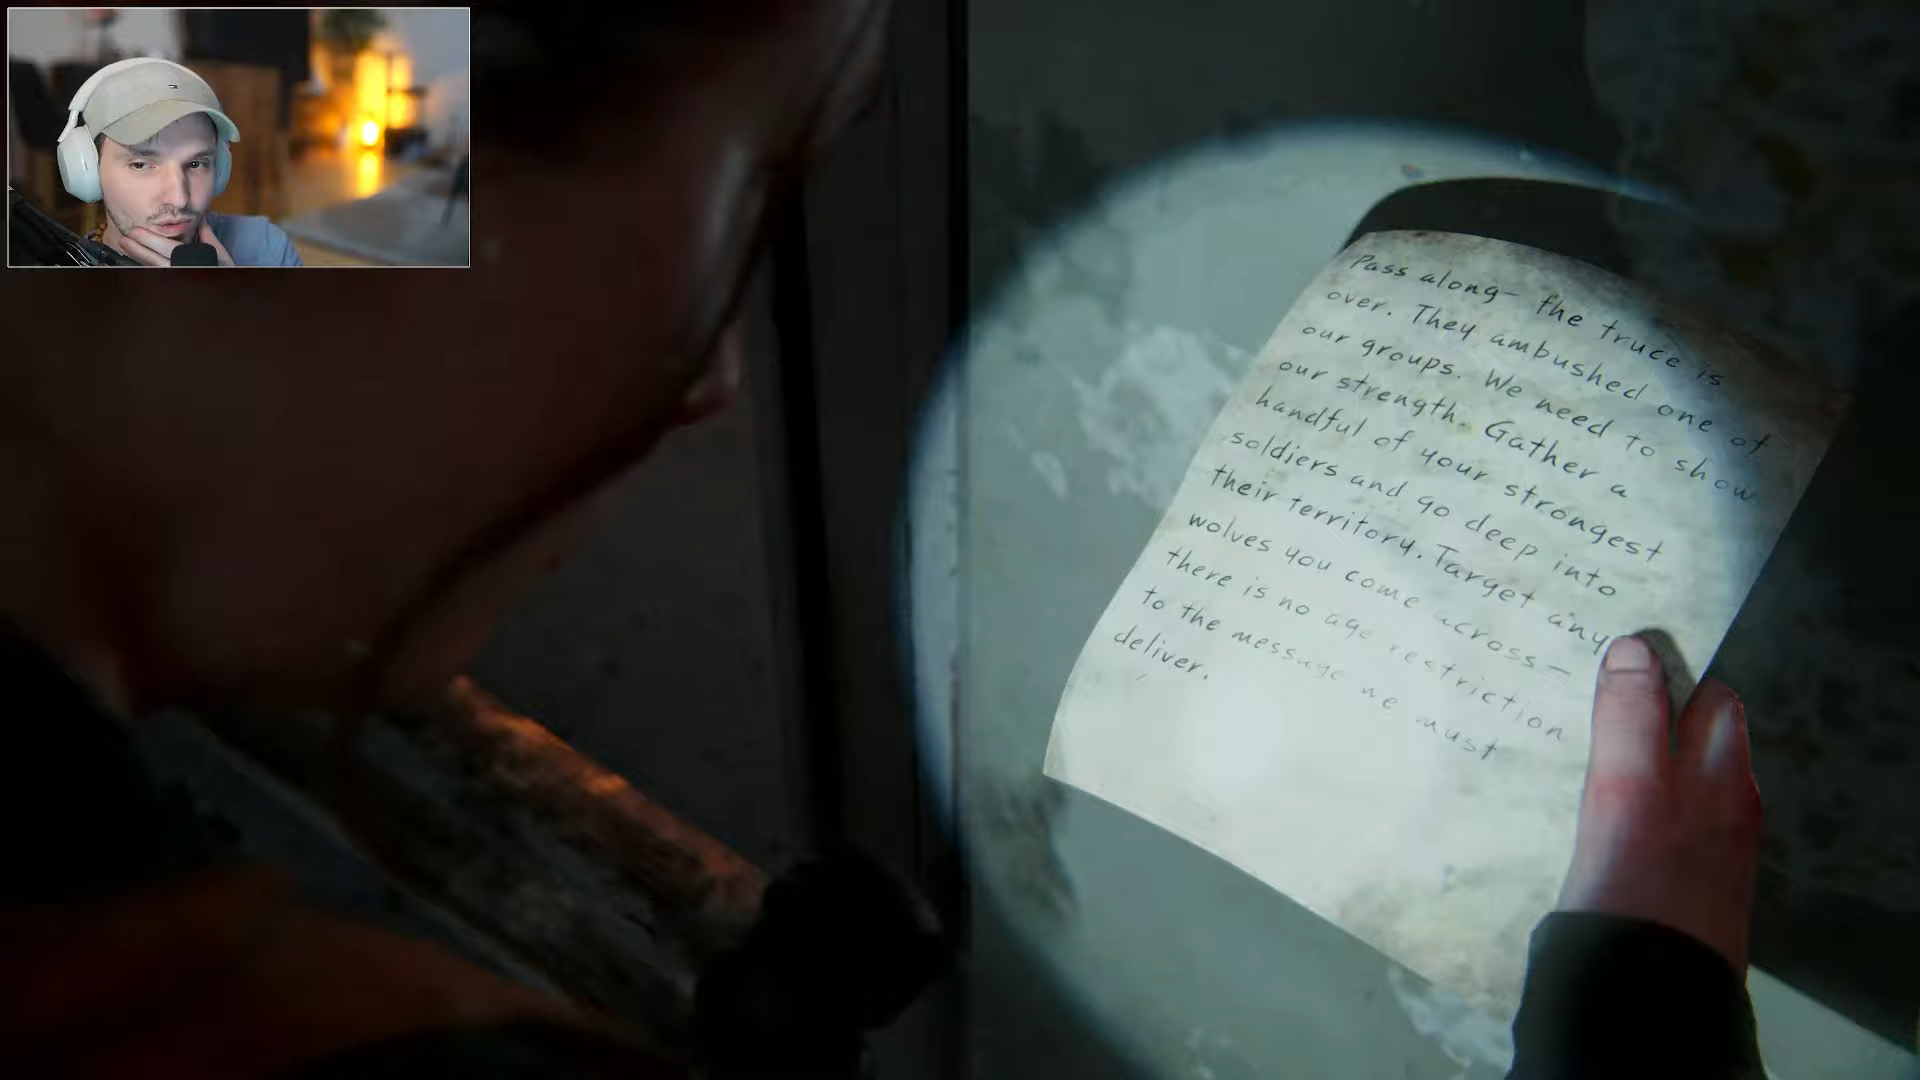 Pass along- the truce is
over. They ambushed one of
our groups. We need to show
our strength. Gather a
handful of your strongest
soldiers and go deep into
their territory. Target any
wolves you come across-
there is no age restriction
to the message we must
deliver.